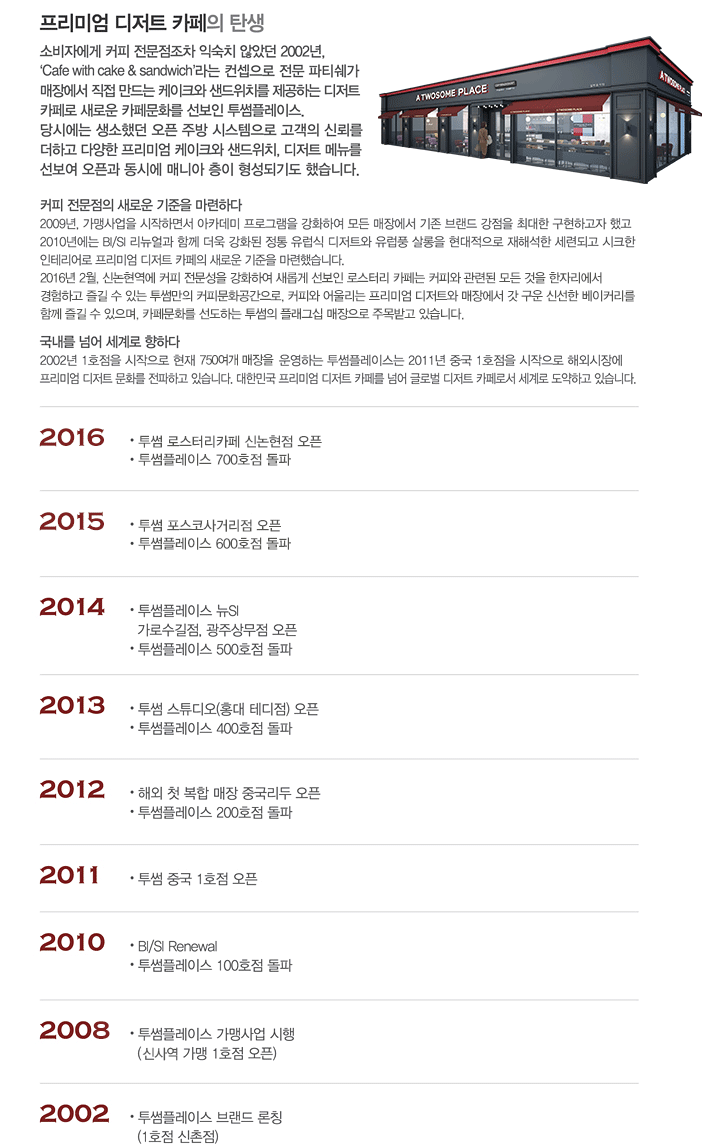 프리미엄 디저트 카페의 탄생
소비자에게 커피 전문점조차 익숙치 않았던 2002년,
‘Cafe with cake & sandwich’라는 컨셉으로 전문 파티쉐가
매장에서 직접 만드는 케이크와 샌드위치를 제공하는 디저트
카페로 새로운 카페문화를 선보인 투썸플레이스.
당시에는 생소했던 오픈 주방 시스템으로 고객의 신뢰를
더하고 다양한 프리미엄 케이크와 샌드위치, 디저트 메뉴를
선보여 오픈과 동시에 매니아 층이 형성되기도 했습니다.
A TWOSOME PLACE
A TWOSOME PLACE
커피 전문점의 새로운 기준을 마련하다
2009년, 가맹사업을 시작하면서 아카데미 프로그램을 강화하여 모든 매장에서 기존 브랜드 강점을 최대한 구현하고자 했고
2010년에는 BI/SI 리뉴얼과 함께 더욱 강화된 정통 유럽식 디저트와 유럽풍 살롱을 현대적으로 재해석한 세련되고 시크한
인테리어로 프리미엄 디저트 카페의 새로운 기준을 마련했습니다.
2016년 2월, 신논현역에 커피 전문성을 강화하여 새롭게 선보인 로스터리 카페는 커피와 관련된 모든 것을 한자리에서
경험하고 즐길 수 있는 투썸만의 커피문화공간으로, 커피와 어울리는 프리미엄 디저트와 매장에서 갓 구운 신선한 베이커리를
함께 즐길 수 있으며, 카페문화를 선도하는 투썸의 플래그십 매장으로 주목받고 있습니다.
국내를 넘어 세계로 향하다
2002년 1호점을 시작으로 현재 750여개 매장을 운영하는 투썸플레이스는 2011년 중국 1호점을 시작으로 해외시장에
프리미엄 디저트 문화를 전파하고 있습니다. 대한민국 프리미엄 디저트 카페를 넘어 글로벌 디저트 카페로서 세계로 도약하고 있습니다.
2016
• 투썸 로스터리카페 신논현점 오픈
• 투썸플레이스 700호점 돌파
2015
• 투썸 포스코사거리점 오픈
• 투썸플레이스 600호점 돌파
2014
• 투썸플레이스 뉴SI
가로수길점, 광주상무점 오픈
• 투썸플레이스 500호점 돌파
2013
• 투썸 스튜디오(홍대 테디점) 오픈
• 투썸플레이스 400호점 돌파
2012
• 해외 첫 복합 매장 중국리두 오픈
• 투썸플레이스 200호점 돌파
2011
• 투썸 중국 1호점 오픈
2010
• BI/SI Renewal
• 투썸플레이스 100호점 돌파
2008
• 투썸플레이스 가맹사업 시행
(신사역 가맹 1호점 오픈)
2002
• 투썸플레이스 브랜드 론칭
(1호점 신촌점)